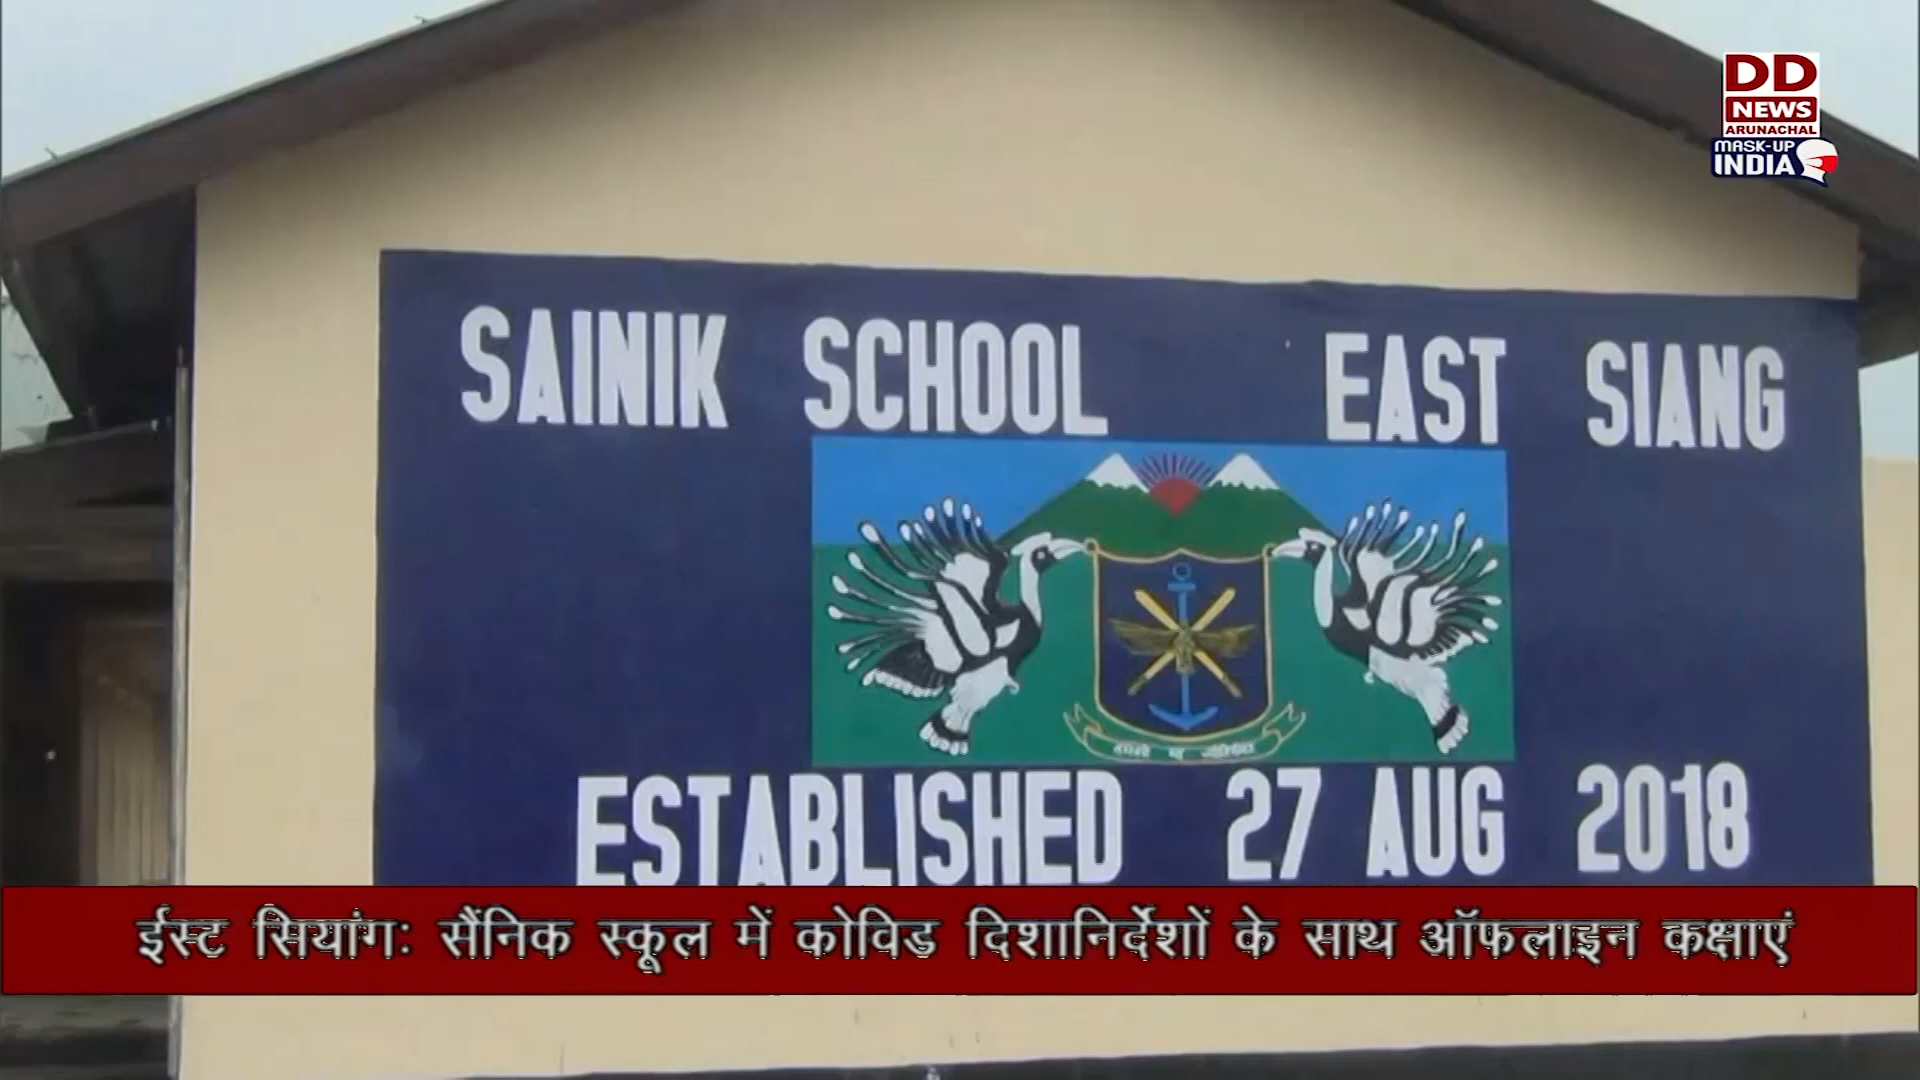 DD
NEWS
ARUNACHAL
MASK-UP
INDIA
SAINIK SCHOOL EAST SIANG
ESTABLISHED 27 AUG 2018
ईस्ट सियांग: सैंनिक स्कूल में कोविड दिशानिर्देशों के साथ ऑफलाइन कक्षाएं